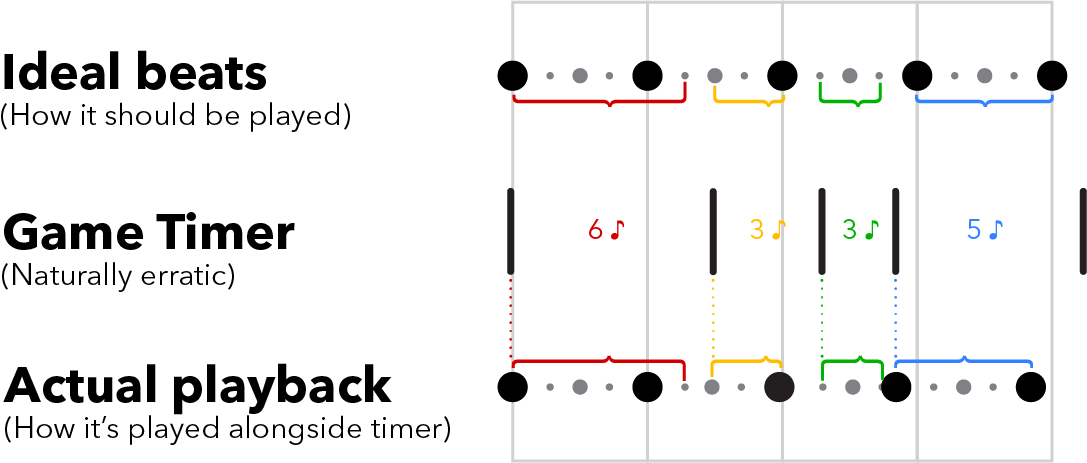 Ideal beats
(How it should be played)
Game Timer
(Naturally erratic)
6 ♪ 3 ♪ 3 ♪ 5 ♪
Actual playback
(How it’s played alongside timer)